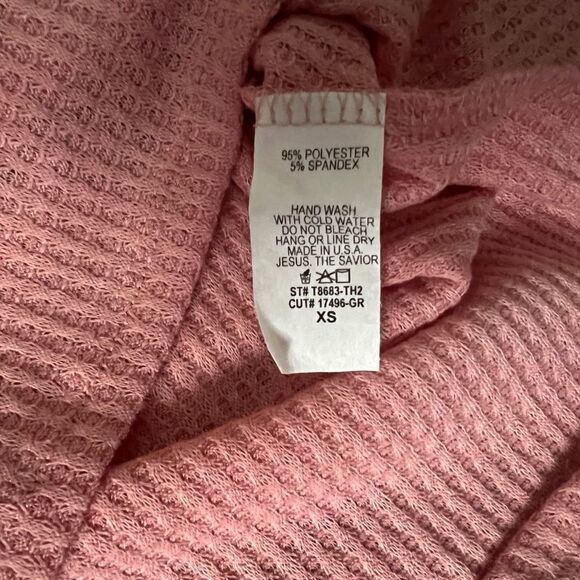 95% POLYESTER
5% SPANDEX
HAND WASH
WITH COLD WATER
DO NOT BLEACH
HANG OR LINE DRY
MADE IN U.S.A.
JESUS. THE SAVIOR
ST# T8683-TH2
CUT# 17496-GR
XS